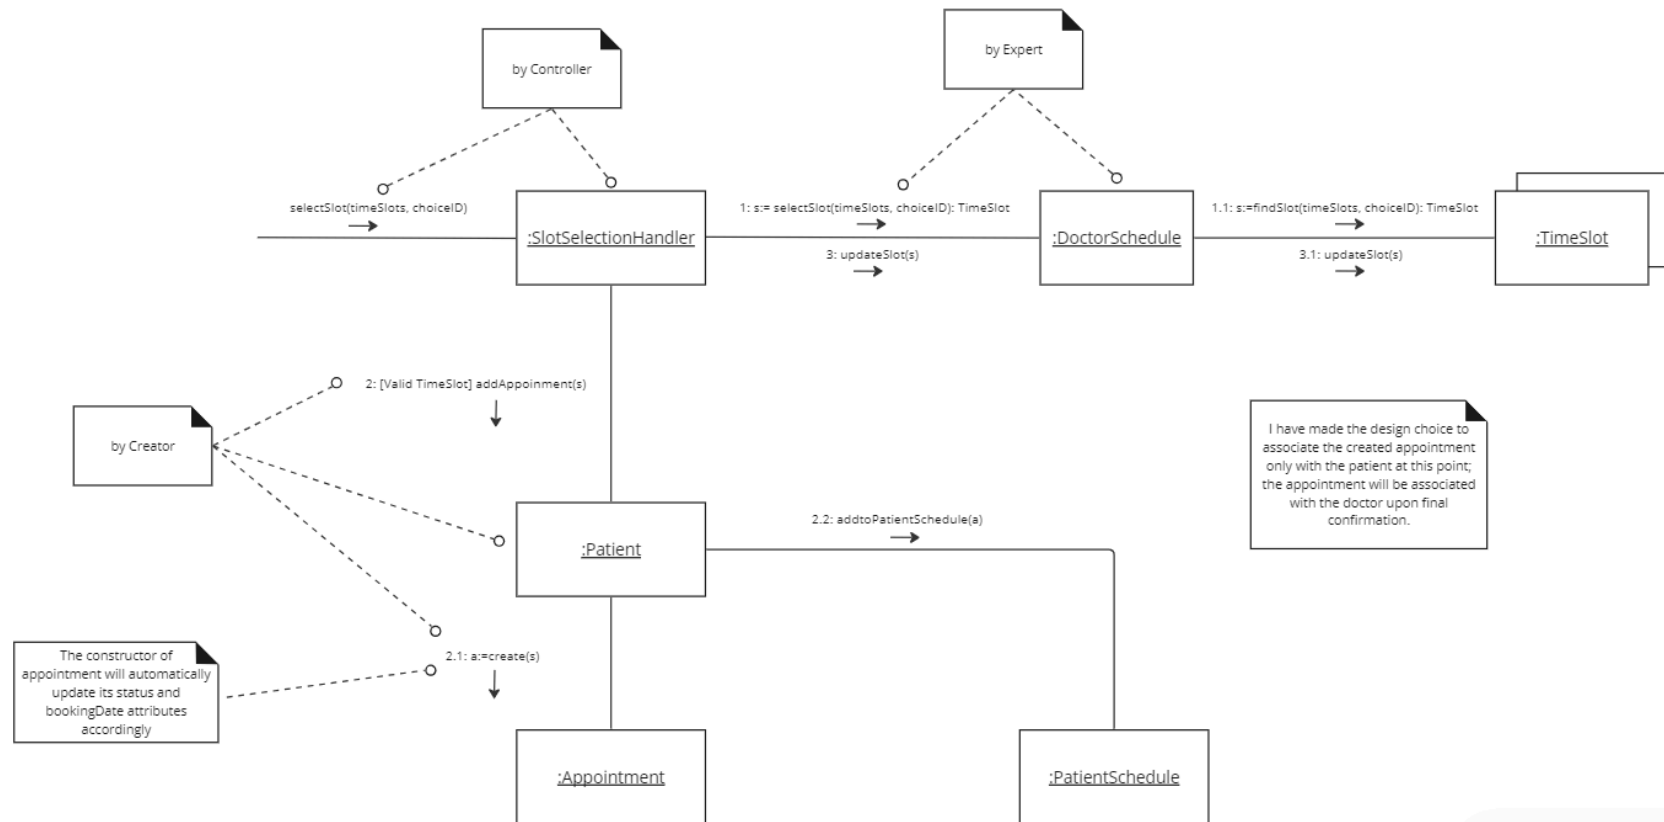 by Controller
by Expert
selectSlot(timeSlots, choiceID)
1: s:= selectSlot(timeSlots, choiceID): TimeSlot
1.1: s:=findSlot(timeSlots, choiceID): TimeSlot
:SlotSelectionHandler
:DoctorSchedule
:TimeSlot
3: updateSlot(s)
3.1: updateSlot(s)
2: [Valid TimeSlot] addAppoinment(s)
by Creator
I have made the design choice to
associate the created appointment
only with the patient at this point;
the appointment will be associated
with the doctor upon final
confirmation.
2.2: addtoPatientSchedule(a)
:Patient
The constructor of
appointment will automatically
update its status and
bookingDate attributes
accordingly
2.1: a:=create(s)
:Appointment
:PatientSchedule